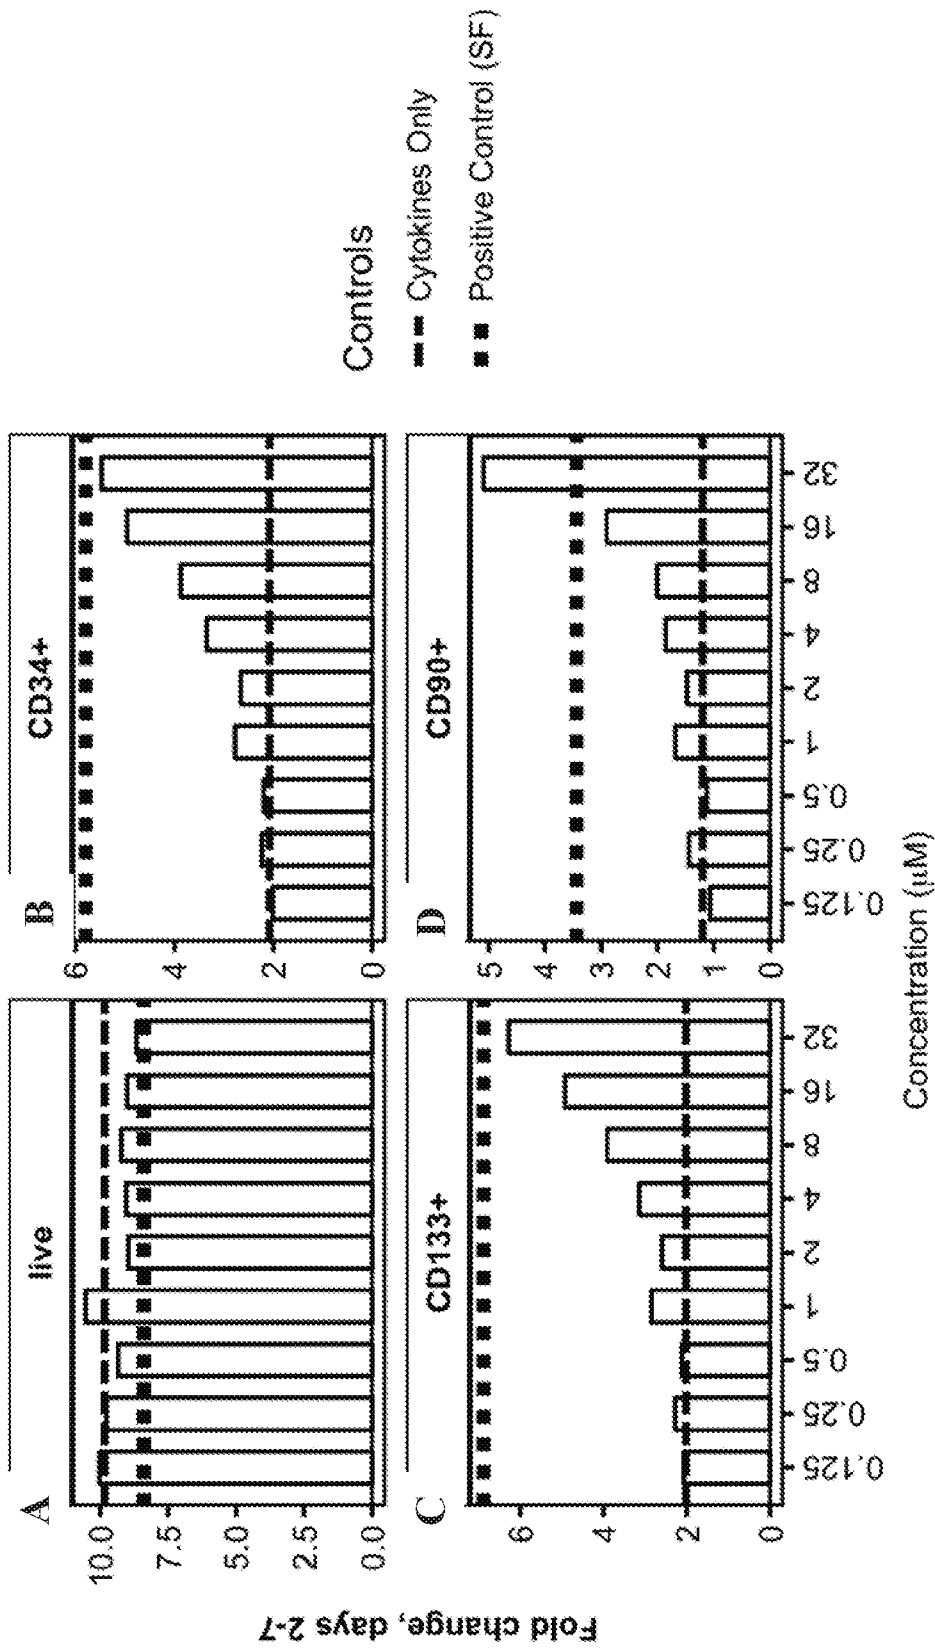 A
live
10.0
7.5
5.0
2.5
0.0
B
CD34+
6
4
2
0
C
CD133+
6
4
2
0
0.125 0.25 0.5 1 2 4 8 16 32
D
CD90+
5
4
3
2
1
0
0.125 0.25 0.5 1 2 4 8 16 32
Fold change, days 2-7
Concentration (µM)
Controls
Cytokines Only
Positive Control (SF)